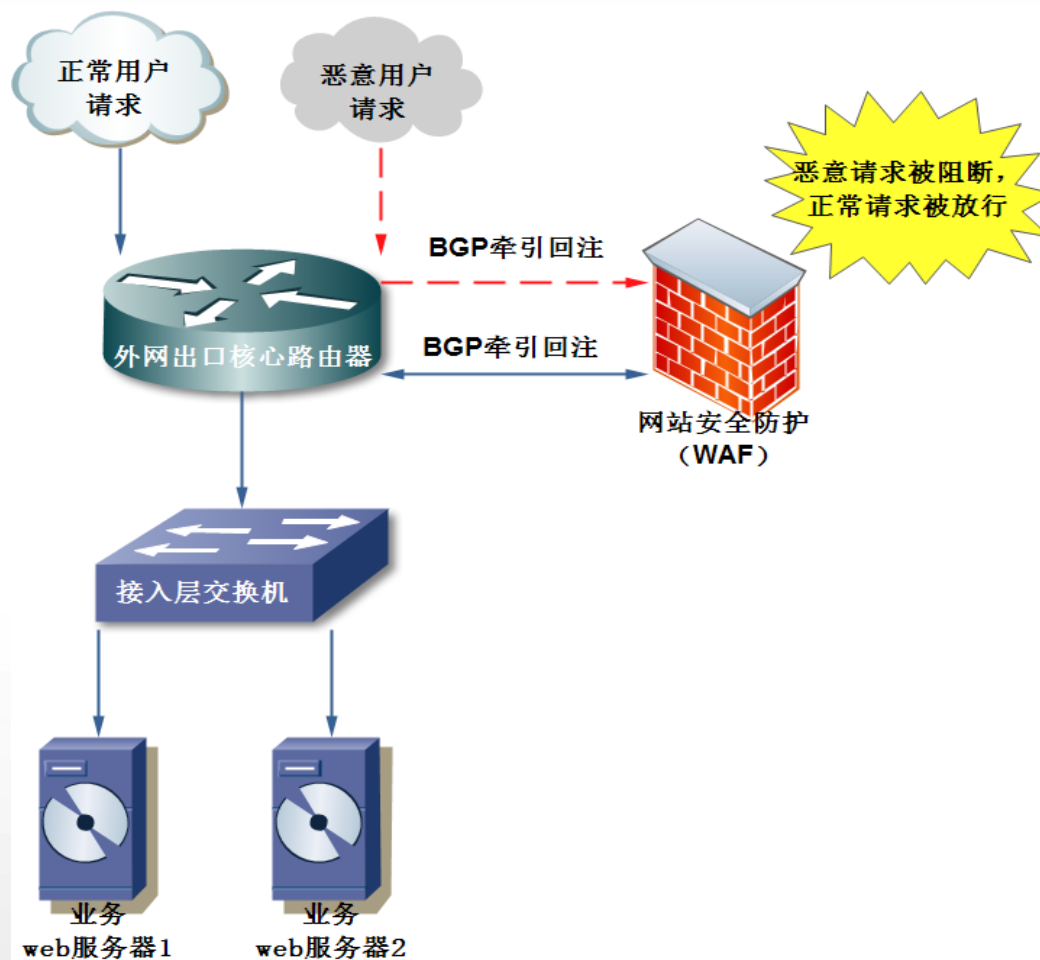 正常用户
请求
恶意用户
请求
恶意请求被阻断，
正常请求被放行
BGP牵引回注
外网出口核心路由器
BGP牵引回注
网站安全防护
（WAF）
接入层交换机
业务
web服务器1
业务
web服务器2